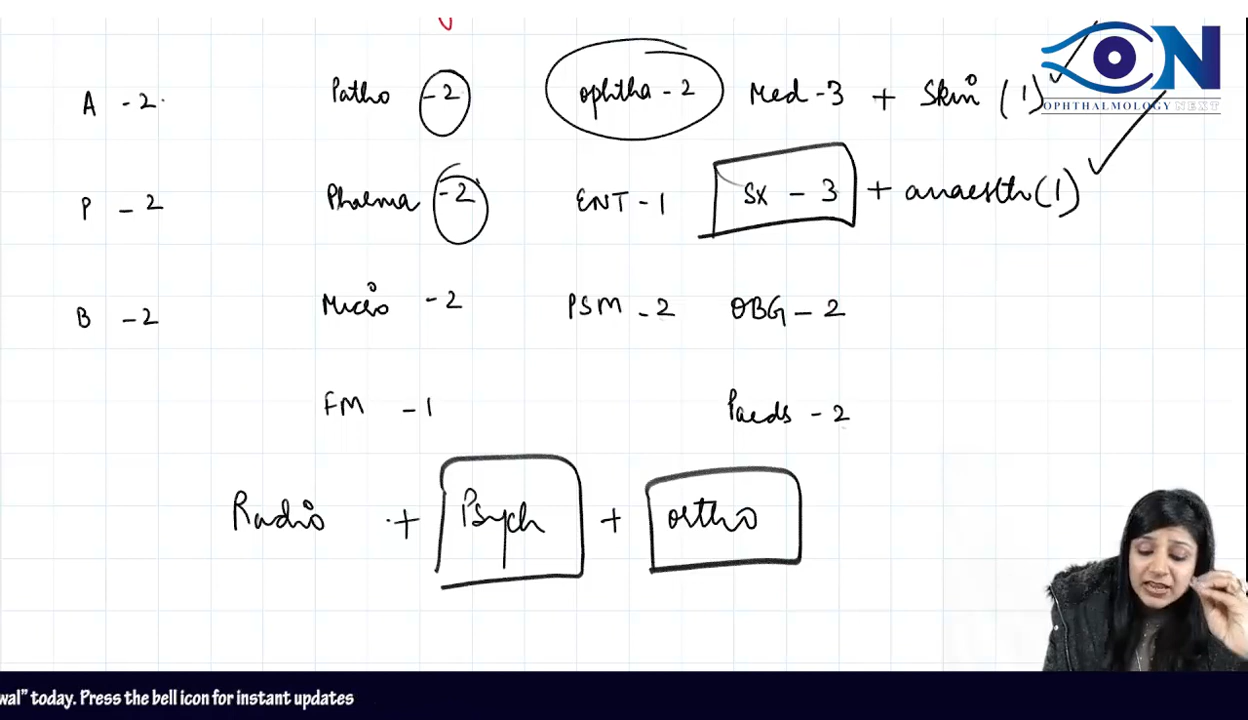 A - 2 Patho - 2 ophtha - 2 Med - 3 + Skin (1)
P - 2 Pharma - 2 ENT - 1 Sx - 3 + anaesth (1)
B - 2 Micro - 2 PSM - 2 OBG - 2
FM - 1 Paeds - 2
Radio + Psych + ortho
ON
OPHTHALMOLOGY NEXT
wal" today. Press the bell icon for instant updates